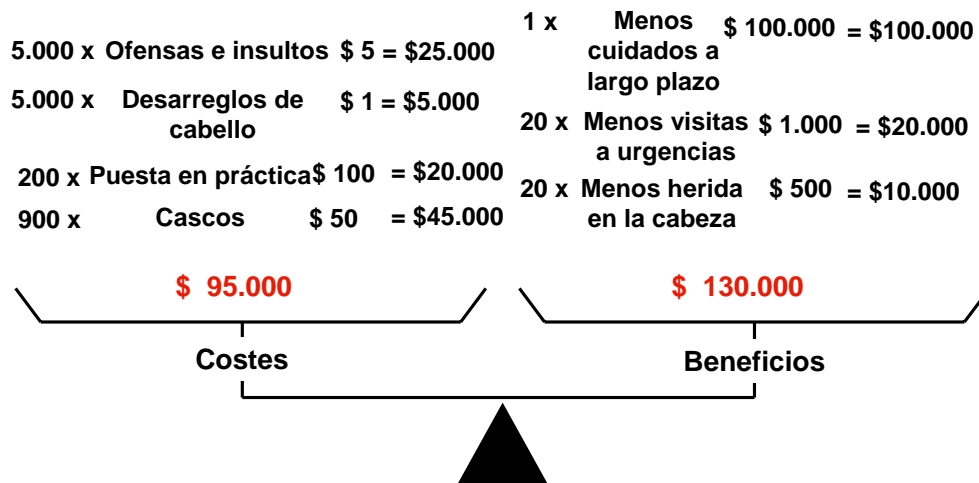 5.000 x Ofensas e insultos $ 5 = $25.000
5.000 x Desarreglos de $ 1 = $5.000
cabello
200 x Puesta en práctica $ 100 = $20.000
900 x Cascos $ 50 = $45.000
$ 95.000
Costes
1 x Menos $ 100.000 = $100.000
cuidados a
largo plazo
20 x Menos visitas $ 1.000 = $20.000
a urgencias
20 x Menos herida $ 500 = $10.000
en la cabeza
$ 130.000
Beneficios